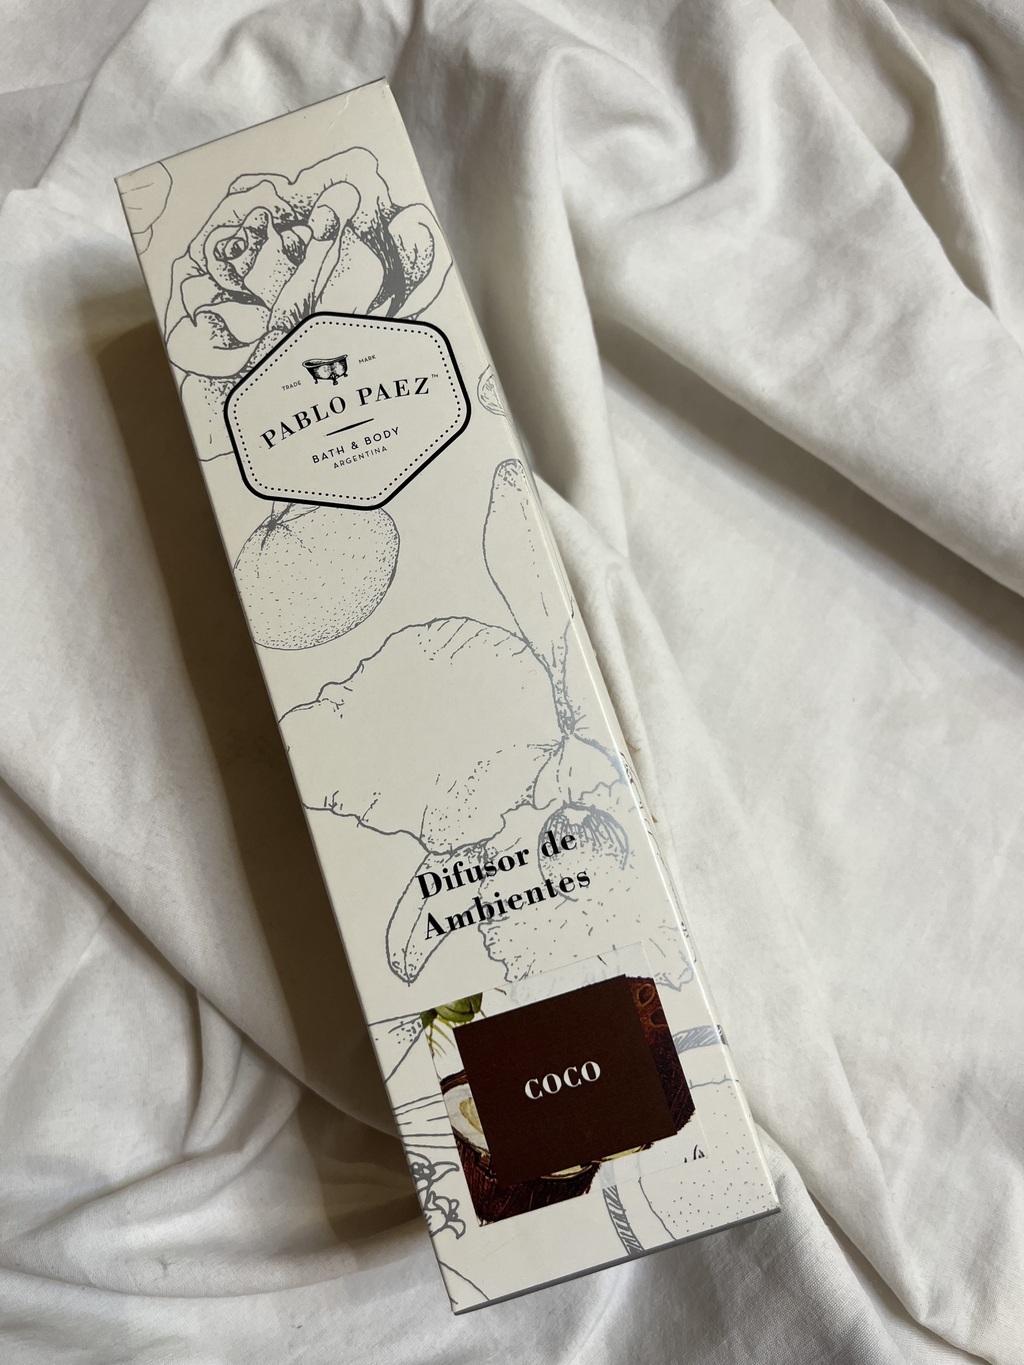 TRADE MARK
PABLO PAEZ™
BATH & BODY
ARGENTINA
Difusor de
Ambientes
COCO